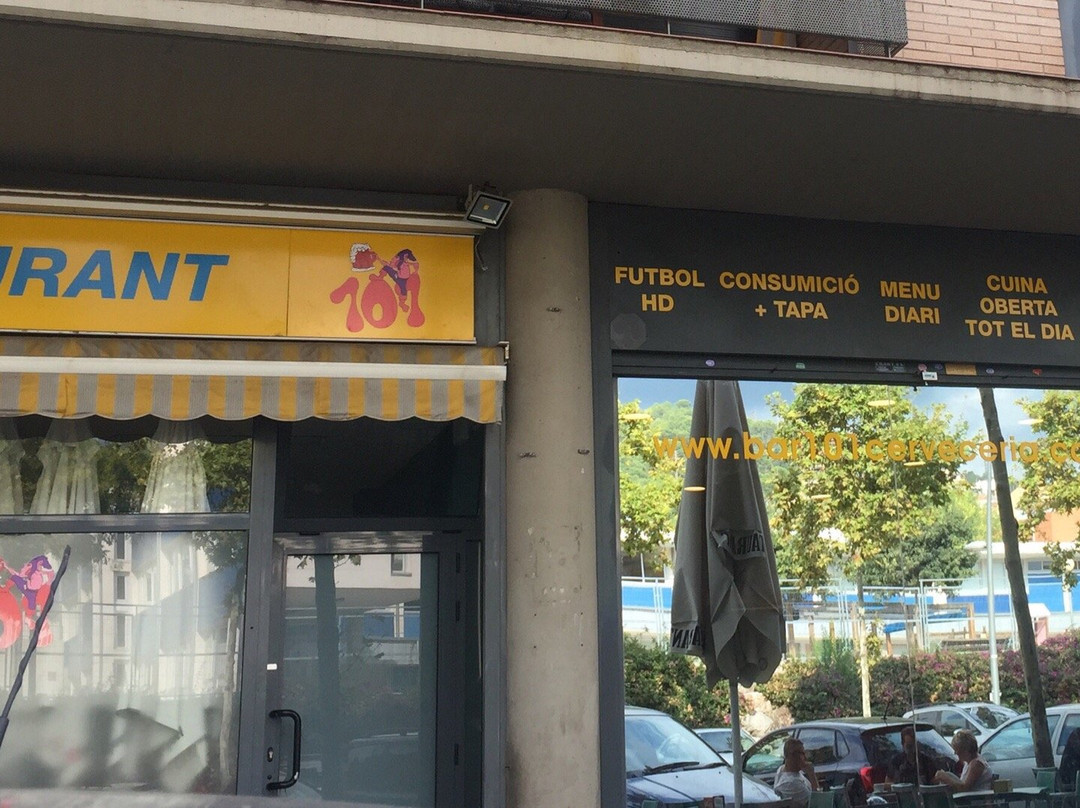 URANT
101
FUTBOL
HD
CONSUMICIÓ
+ TAPA
MENU
DIARI
CUINA
OBERTA
TOT EL DIA
www.bar101cerveceria.co